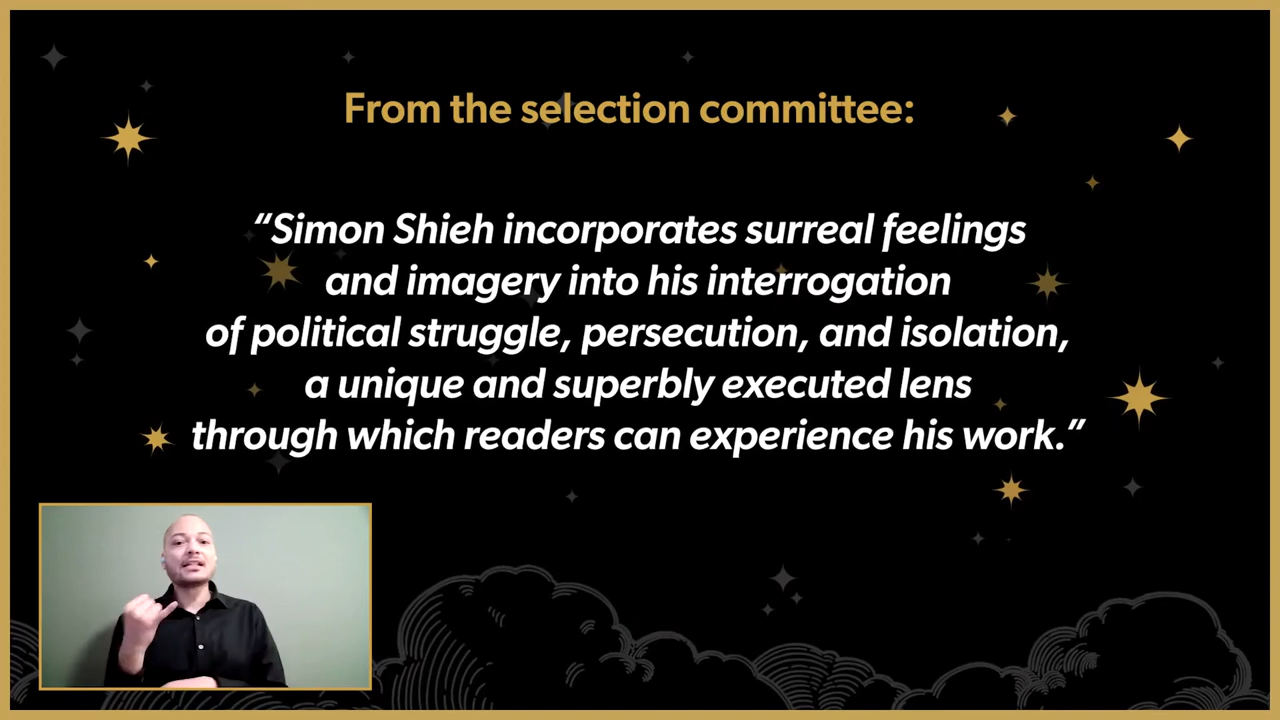 From the selection committee:
“Simon Shieh incorporates surreal feelings
and imagery into his interrogation
of political struggle, persecution, and isolation,
a unique and superbly executed lens
through which readers can experience his work.”